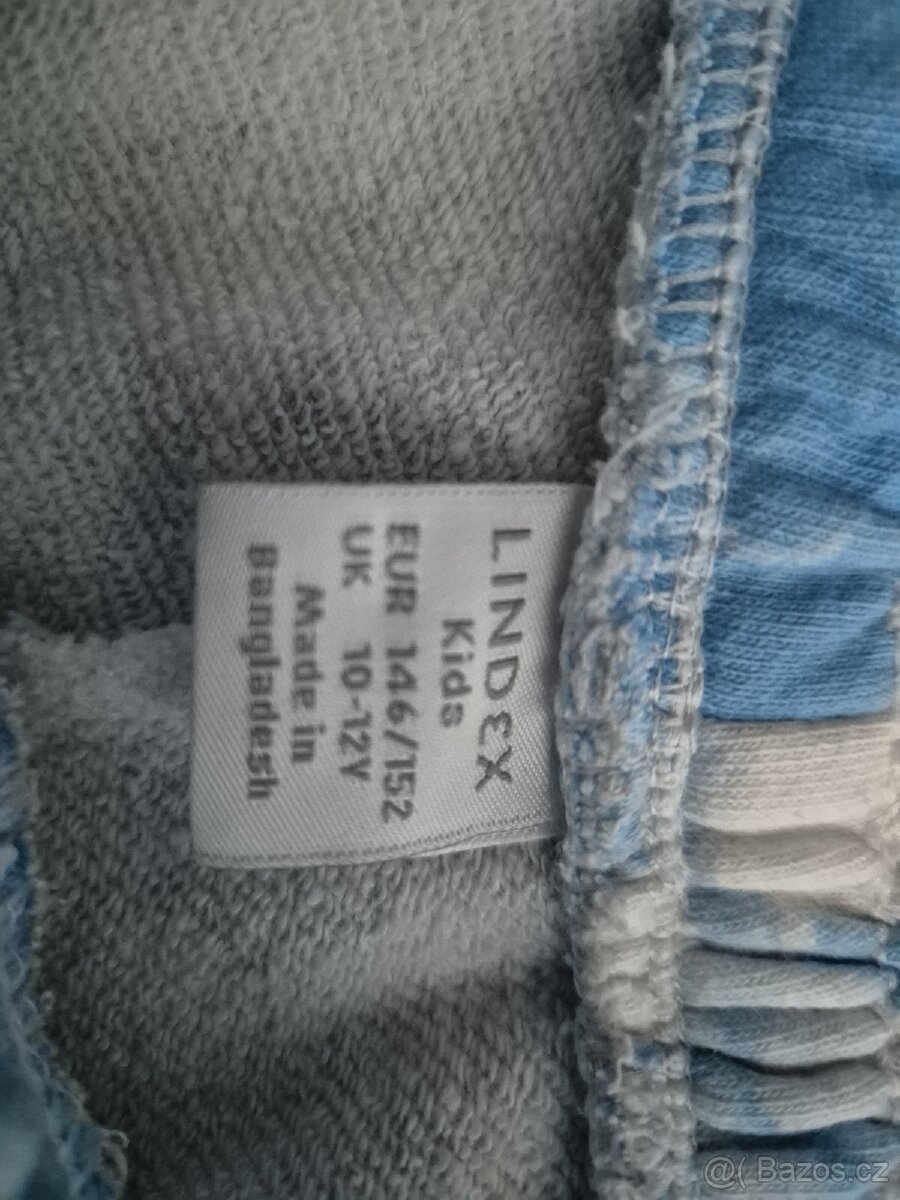 LINDEX
Kids
EUR 146/152
UK 10-12Y
Made in
Bangladesh
@( Bazos.cz